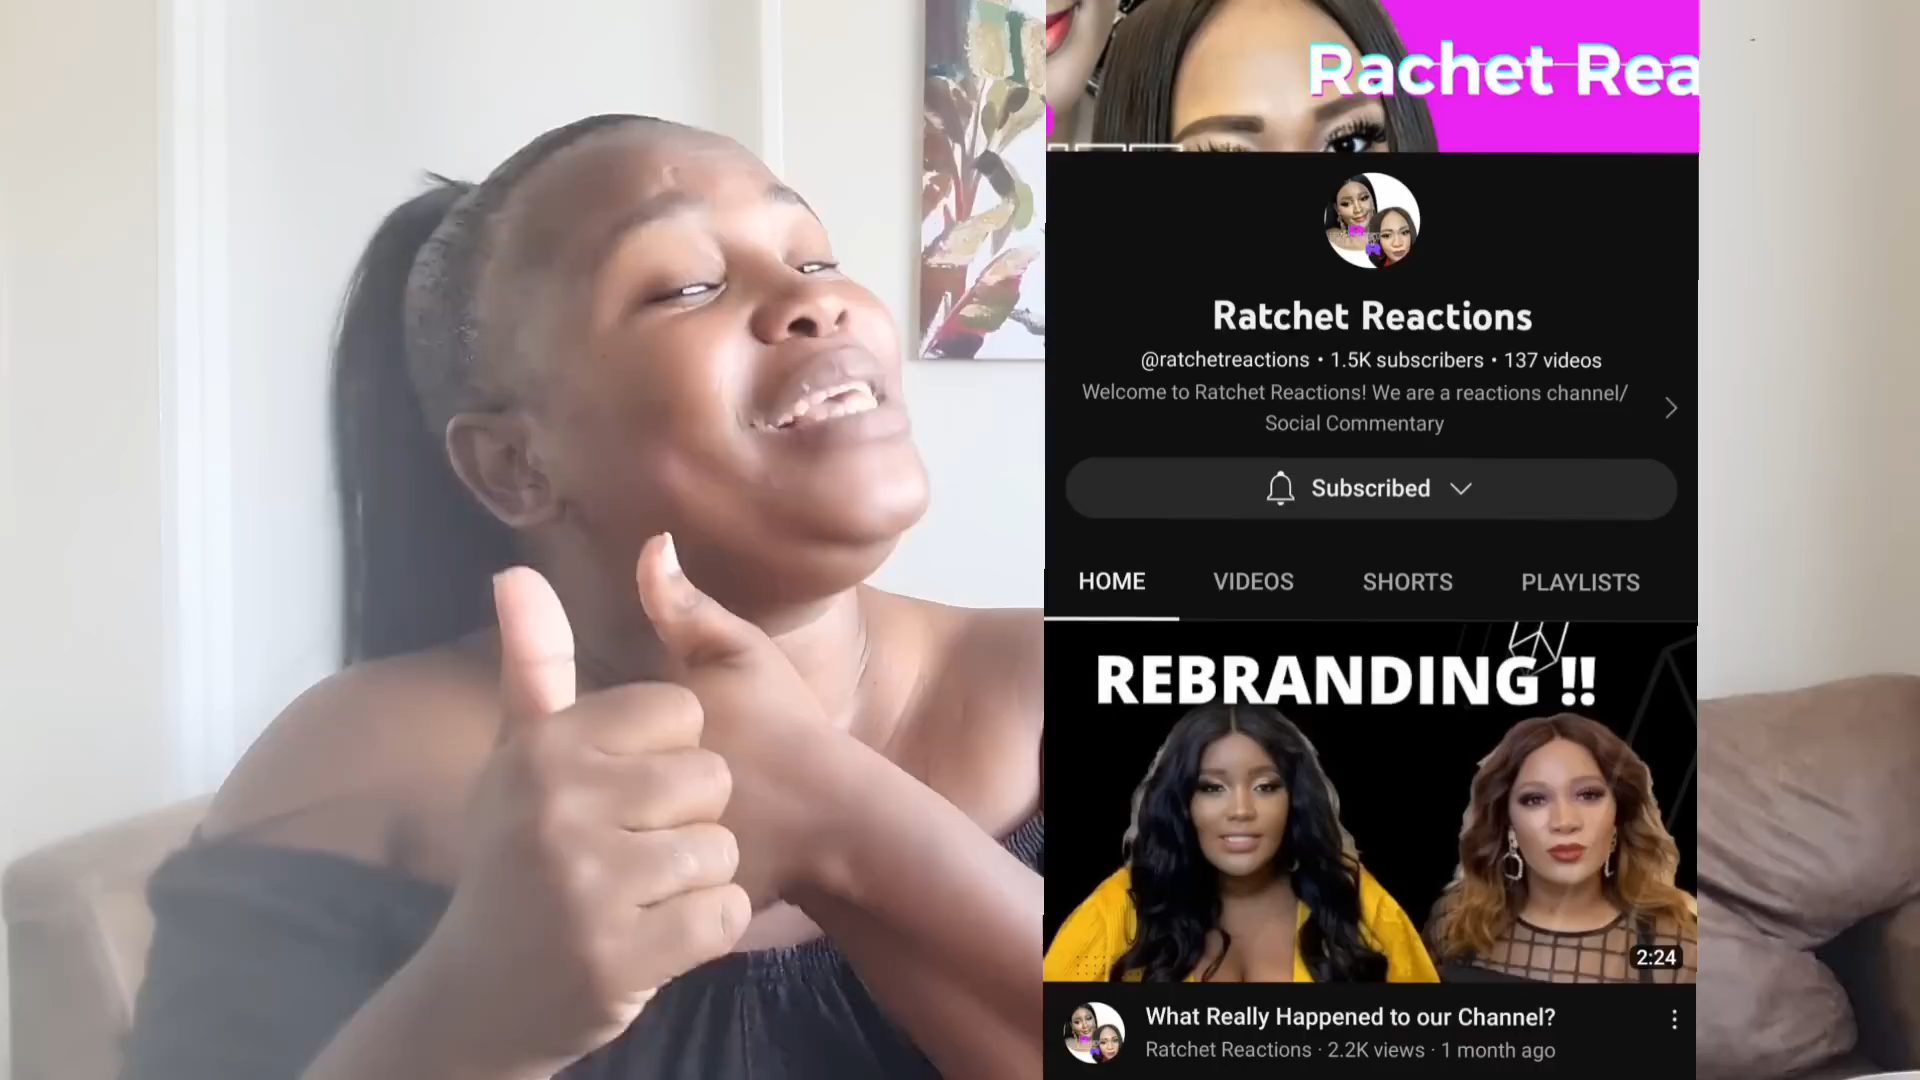 Rachet Rea
Ratchet Reactions
@ratchetreactions • 1.5K subscribers • 137 videos
Welcome to Ratchet Reactions! We are a reactions channel/
Social Commentary
Subscribed
HOME VIDEOS SHORTS PLAYLISTS
REBRANDING !!
2:24
What Really Happened to our Channel?
Ratchet Reactions · 2.2K views · 1 month ago